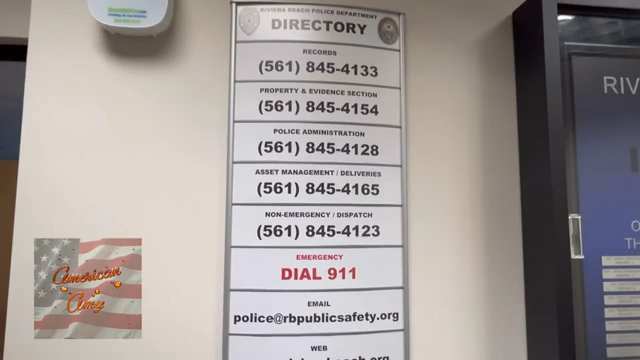 RIVIERA BEACH POLICE DEPARTMENT
DIRECTORY
RECORDS
(561) 845-4133
PROPERTY & EVIDENCE SECTION
(561) 845-4154
POLICE ADMINISTRATION
(561) 845-4128
ASSET MANAGEMENT / DELIVERIES
(561) 845-4165
NON-EMERGENCY / DISPATCH
(561) 845-4123
EMERGENCY
DIAL 911
EMAIL
police@rbpublicsafety.org
WEB
American
Amy
RIV
TH